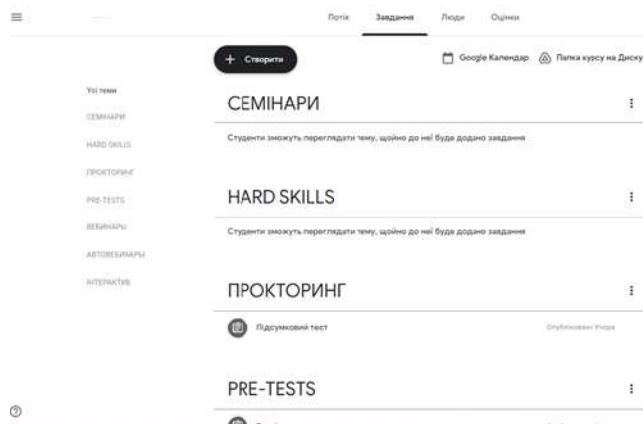 Потік Завдання Люди Оцінки
+ Створити
Google Календар Папка курсу на Диску
Усі теми
СЕМІНАРИ
HARD SKILLS
ПРОКТОРИНГ
PRE-TESTS
ВЕБИНАРЫ
АВТОВЕБИНАРЫ
ІНТЕРАКТИВ
СЕМІНАРИ
Студенти зможуть переглядати тему, щойно до неї буде додано завдання
HARD SKILLS
Студенти зможуть переглядати тему, щойно до неї буде додано завдання
ПРОКТОРИНГ
Підсумковий тест
Опубліковано вчора
PRE-TESTS